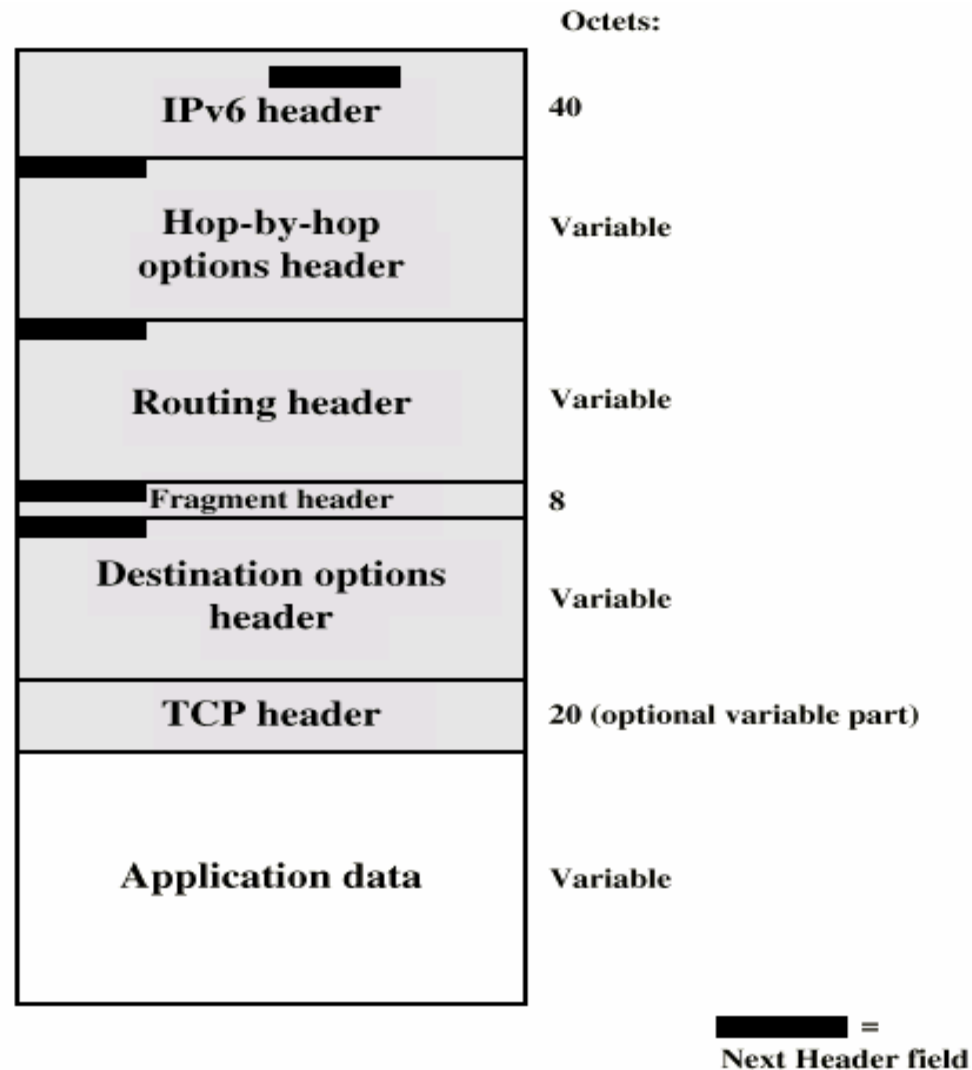 Octets:
IPv6 header
40
Hop-by-hop
options header
Variable
Routing header
Variable
Fragment header
8
Destination options
header
Variable
TCP header
20 (optional variable part)
Application data
Variable
=
Next Header field